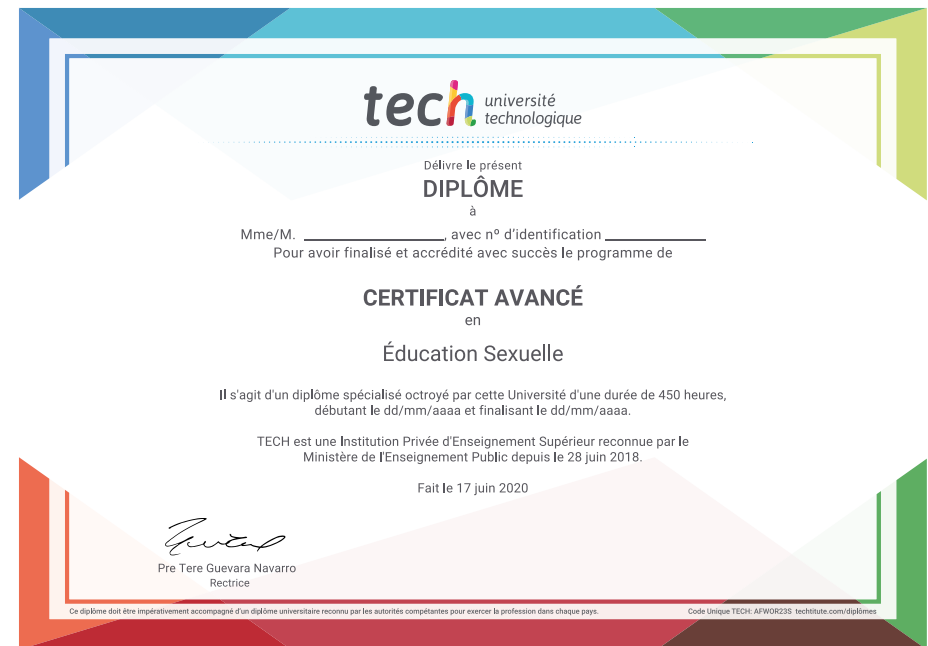 tech université
technologique
Délivre le présent
DIPLÔME
à
Mme/M. ____________________, avec nº d'identification ______________
Pour avoir finalisé et accrédité avec succès le programme de
CERTIFICAT AVANCÉ
en
Éducation Sexuelle
Il s'agit d'un diplôme spécialisé octroyé par cette Université d'une durée de 450 heures,
débutant le dd/mm/aaaa et finalisant le dd/mm/aaaa.
TECH est une Institution Privée d'Enseignement Supérieur reconnue par le
Ministère de l'Enseignement Public depuis le 28 juin 2018.
Fait le 17 juin 2020
Pre Tere Guevara Navarro
Rectrice
Ce diplôme doit être impérativement accompagné d'un diplôme universitaire reconnu par les autorités compétantes pour exercer la profession dans chaque pays.
Code Unique TECH: AFWOR23S techtitute.com/diplômes